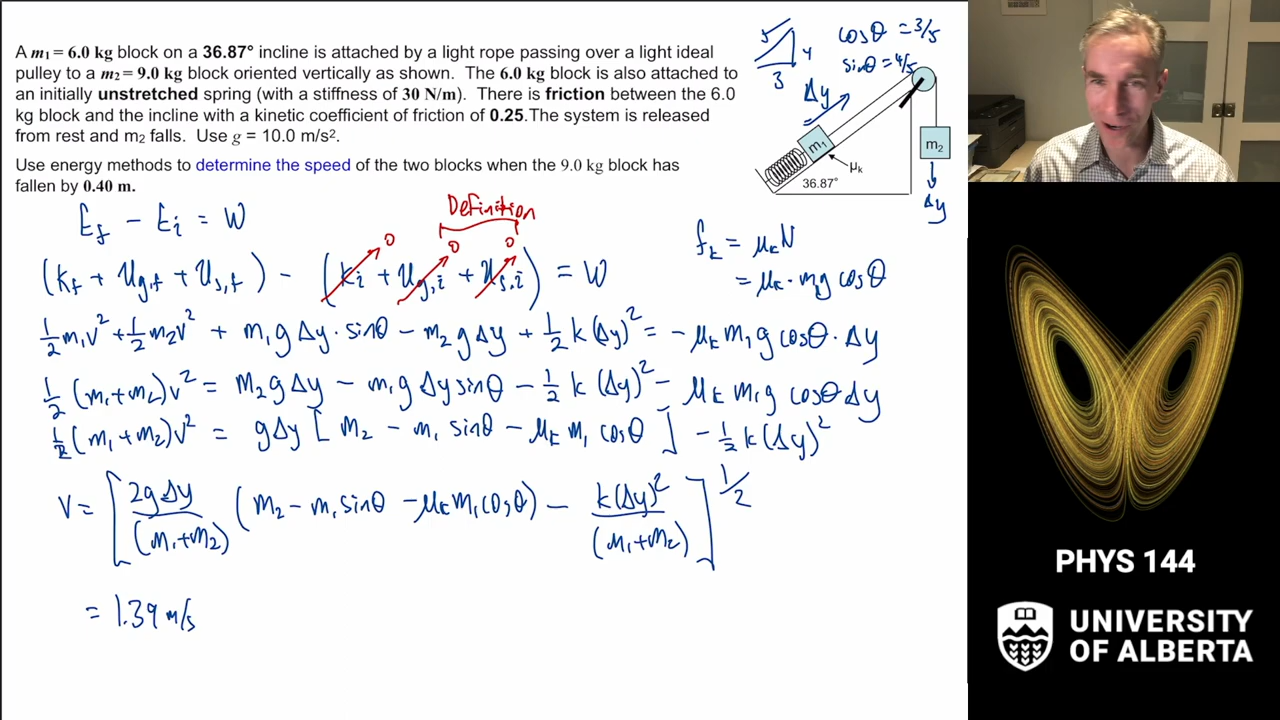 A m₁ = 6.0 kg block on a 36.87° incline is attached by a light rope passing over a light ideal
pulley to a m₂ = 9.0 kg block oriented vertically as shown. The 6.0 kg block is also attached to
an initially unstretched spring (with a stiffness of 30 N/m). There is friction between the 6.0
kg block and the incline with a kinetic coefficient of friction of 0.25.The system is released
from rest and m₂ falls. Use g = 10.0 m/s².
Use energy methods to determine the speed of the two blocks when the 9.0 kg block has
fallen by 0.40 m.
5 4 3
cosθ = 3/5
sinθ = 4/5
Δy
m₁
m₂
μₖ
36.87°
Δy
E_f - E_i = W
Definition
(K_f + U_g,f + U_s,f) - (K_i + U_g,i + U_s,i) = W
0 0 0
f_k = μ_k N
= μ_k · m₁g cosθ
½ m₁v² + ½ m₂v² + m₁gΔy · sinθ - m₂gΔy + ½ k(Δy)² = - μ_k m₁g cosθ · Δy
½ (m₁+m₂)v² = m₂gΔy - m₁gΔy sinθ - ½ k (Δy)² - μ_k m₁g cosθ Δy
½ (m₁+m₂)v² = gΔy [ m₂ - m₁ sinθ - μ_k m₁ cosθ ] - ½ k(Δy)²
v = [ 2gΔy/(m₁+m₂) (m₂ - m₁sinθ - μ_k m₁cosθ) - k(Δy)²/(m₁+m₂) ]^1/2
= 1.39 m/s
PHYS 144
UNIVERSITY
OF ALBERTA